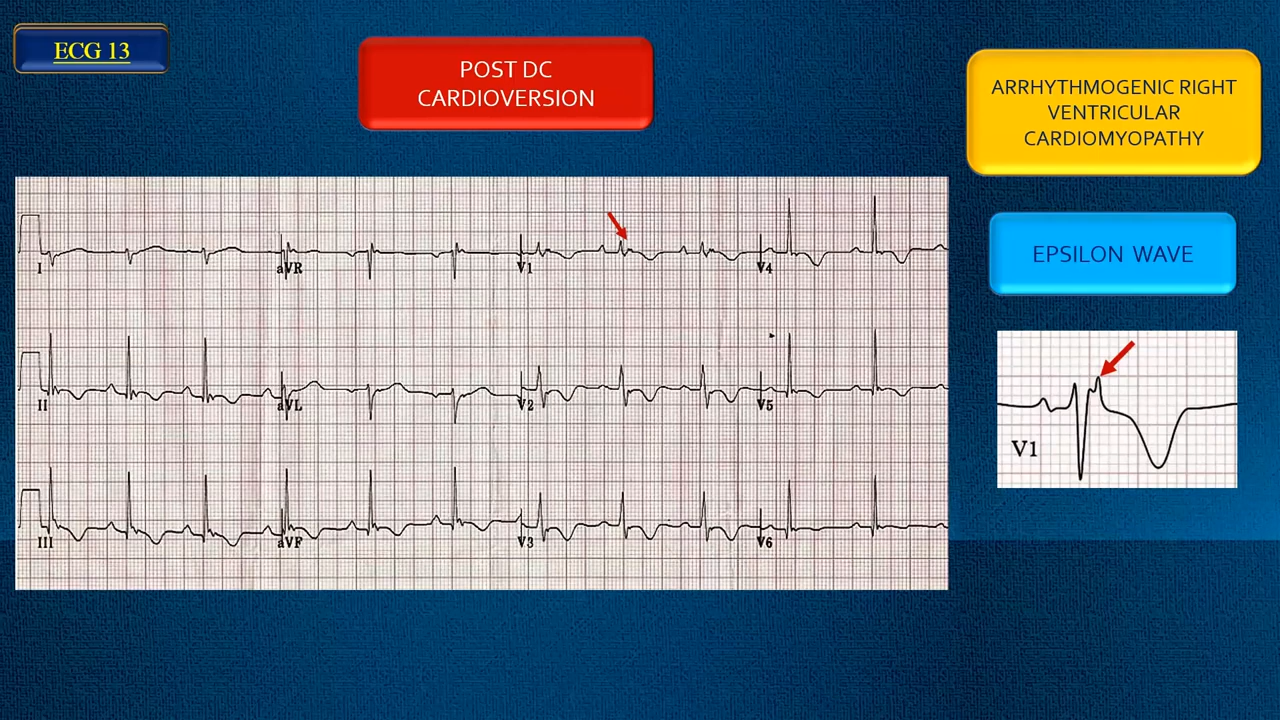 ECG 13
POST DC
CARDIOVERSION
ARRHYTHMOGENIC RIGHT
VENTRICULAR
CARDIOMYOPATHY
EPSILON WAVE
I
aVR
V1
V4
II
aVL
V2
V5
III
aVF
V3
V6
V1